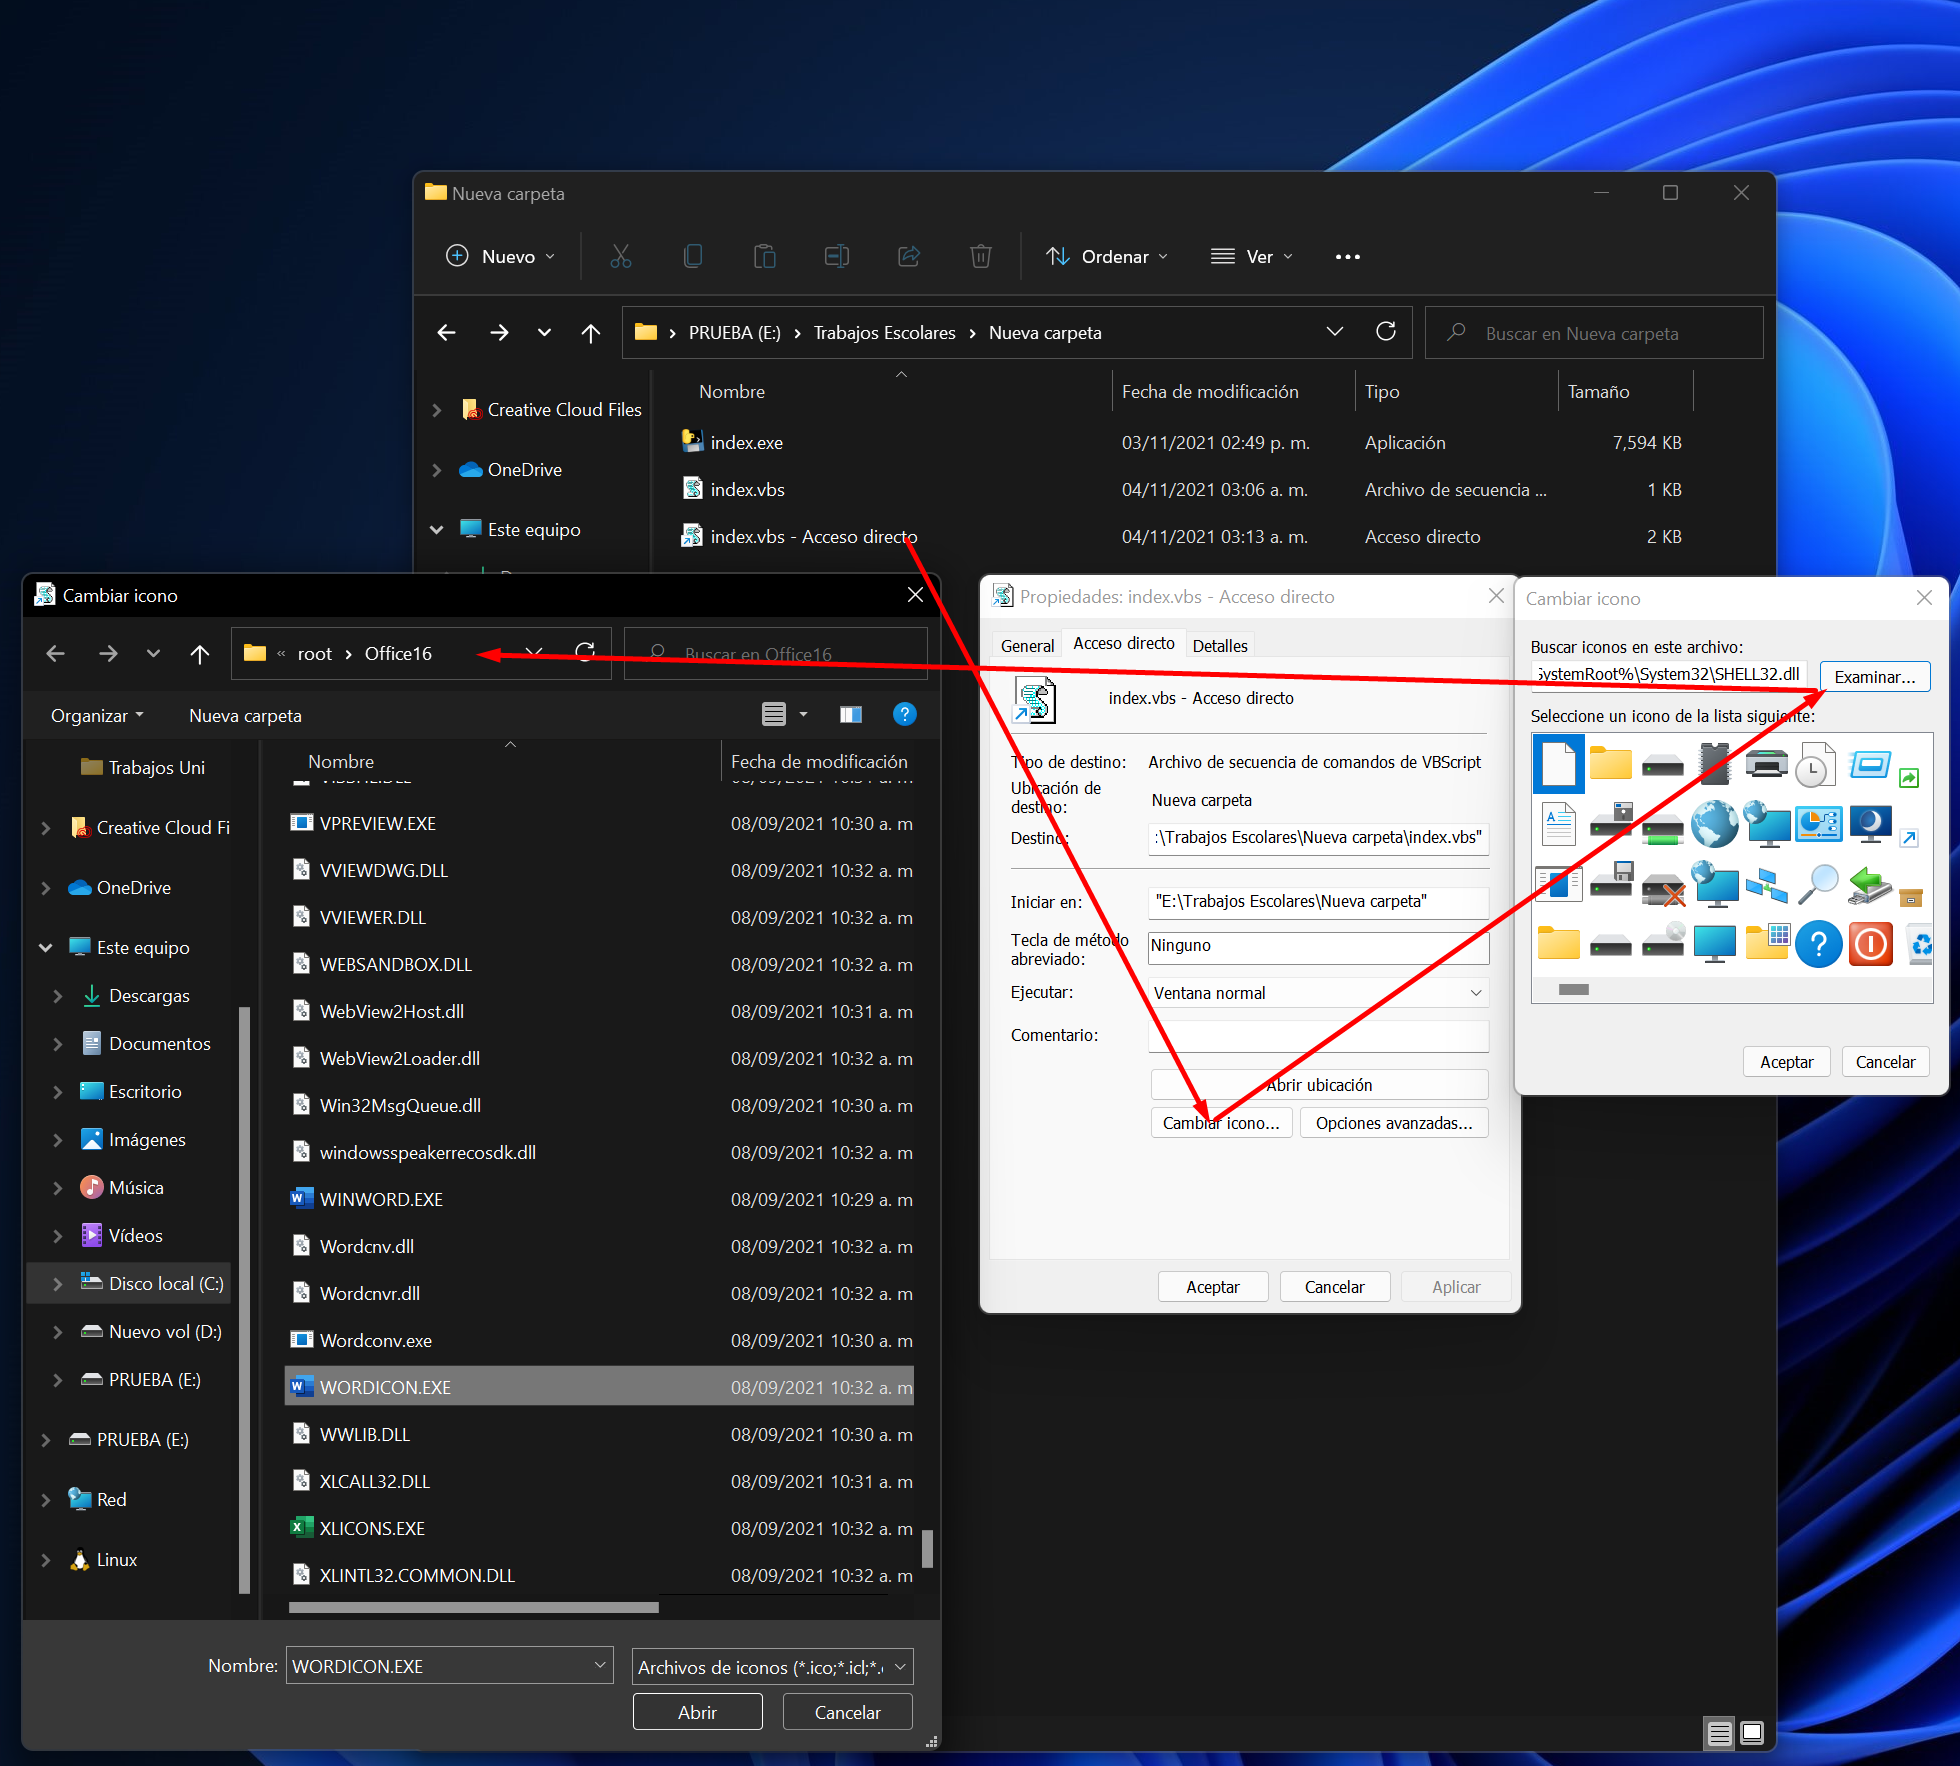 Nueva carpeta
Nuevo
Ordenar
Ver
PRUEBA (E:) > Trabajos Escolares > Nueva carpeta
Buscar en Nueva carpeta
Nombre Fecha de modificación Tipo Tamaño
Creative Cloud Files
OneDrive
Este equipo
index.exe 03/11/2021 02:49 p. m. Aplicación 7,594 KB
index.vbs 04/11/2021 03:06 a. m. Archivo de secuencia ... 1 KB
index.vbs - Acceso directo 04/11/2021 03:13 a. m. Acceso directo 2 KB
Cambiar icono
« root > Office16
Buscar en Office16
Organizar Nueva carpeta
Nombre Fecha de modificación
Trabajos Uni
Creative Cloud Fi
OneDrive
Este equipo
Descargas
Documentos
Escritorio
Imágenes
Música
Vídeos
Disco local (C:)
Nuevo vol (D:)
PRUEBA (E:)
PRUEBA (E:)
Red
Linux
VPREVIEW.EXE 08/09/2021 10:30 a. m
VVIEWDWG.DLL 08/09/2021 10:32 a. m
VVIEWER.DLL 08/09/2021 10:32 a. m
WEBSANDBOX.DLL 08/09/2021 10:32 a. m
WebView2Host.dll 08/09/2021 10:31 a. m
WebView2Loader.dll 08/09/2021 10:32 a. m
Win32MsgQueue.dll 08/09/2021 10:30 a. m
windowsspeakerrecosdk.dll 08/09/2021 10:32 a. m
WINWORD.EXE 08/09/2021 10:29 a. m
Wordcnv.dll 08/09/2021 10:32 a. m
Wordcnvr.dll 08/09/2021 10:32 a. m
Wordconv.exe 08/09/2021 10:30 a. m
WORDICON.EXE 08/09/2021 10:32 a. m
WWLIB.DLL 08/09/2021 10:30 a. m
XLCALL32.DLL 08/09/2021 10:31 a. m
XLICONS.EXE 08/09/2021 10:32 a. m
XLINTL32.COMMON.DLL 08/09/2021 10:32 a. m
Nombre: WORDICON.EXE
Archivos de iconos (*.ico;*.icl;*.
Abrir Cancelar
Propiedades: index.vbs - Acceso directo
General Acceso directo Detalles
index.vbs - Acceso directo
Tipo de destino: Archivo de secuencia de comandos de VBScript
Ubicación de destino: Nueva carpeta
Destino: :\Trabajos Escolares\Nueva carpeta\index.vbs"
Iniciar en: "E:\Trabajos Escolares\Nueva carpeta"
Tecla de método abreviado: Ninguno
Ejecutar: Ventana normal
Comentario:
Abrir ubicación
Cambiar icono... Opciones avanzadas...
Aceptar Cancelar Aplicar
Cambiar icono
Buscar iconos en este archivo:
SystemRoot%\System32\SHELL32.dll Examinar...
Seleccione un icono de la lista siguiente:
Aceptar Cancelar